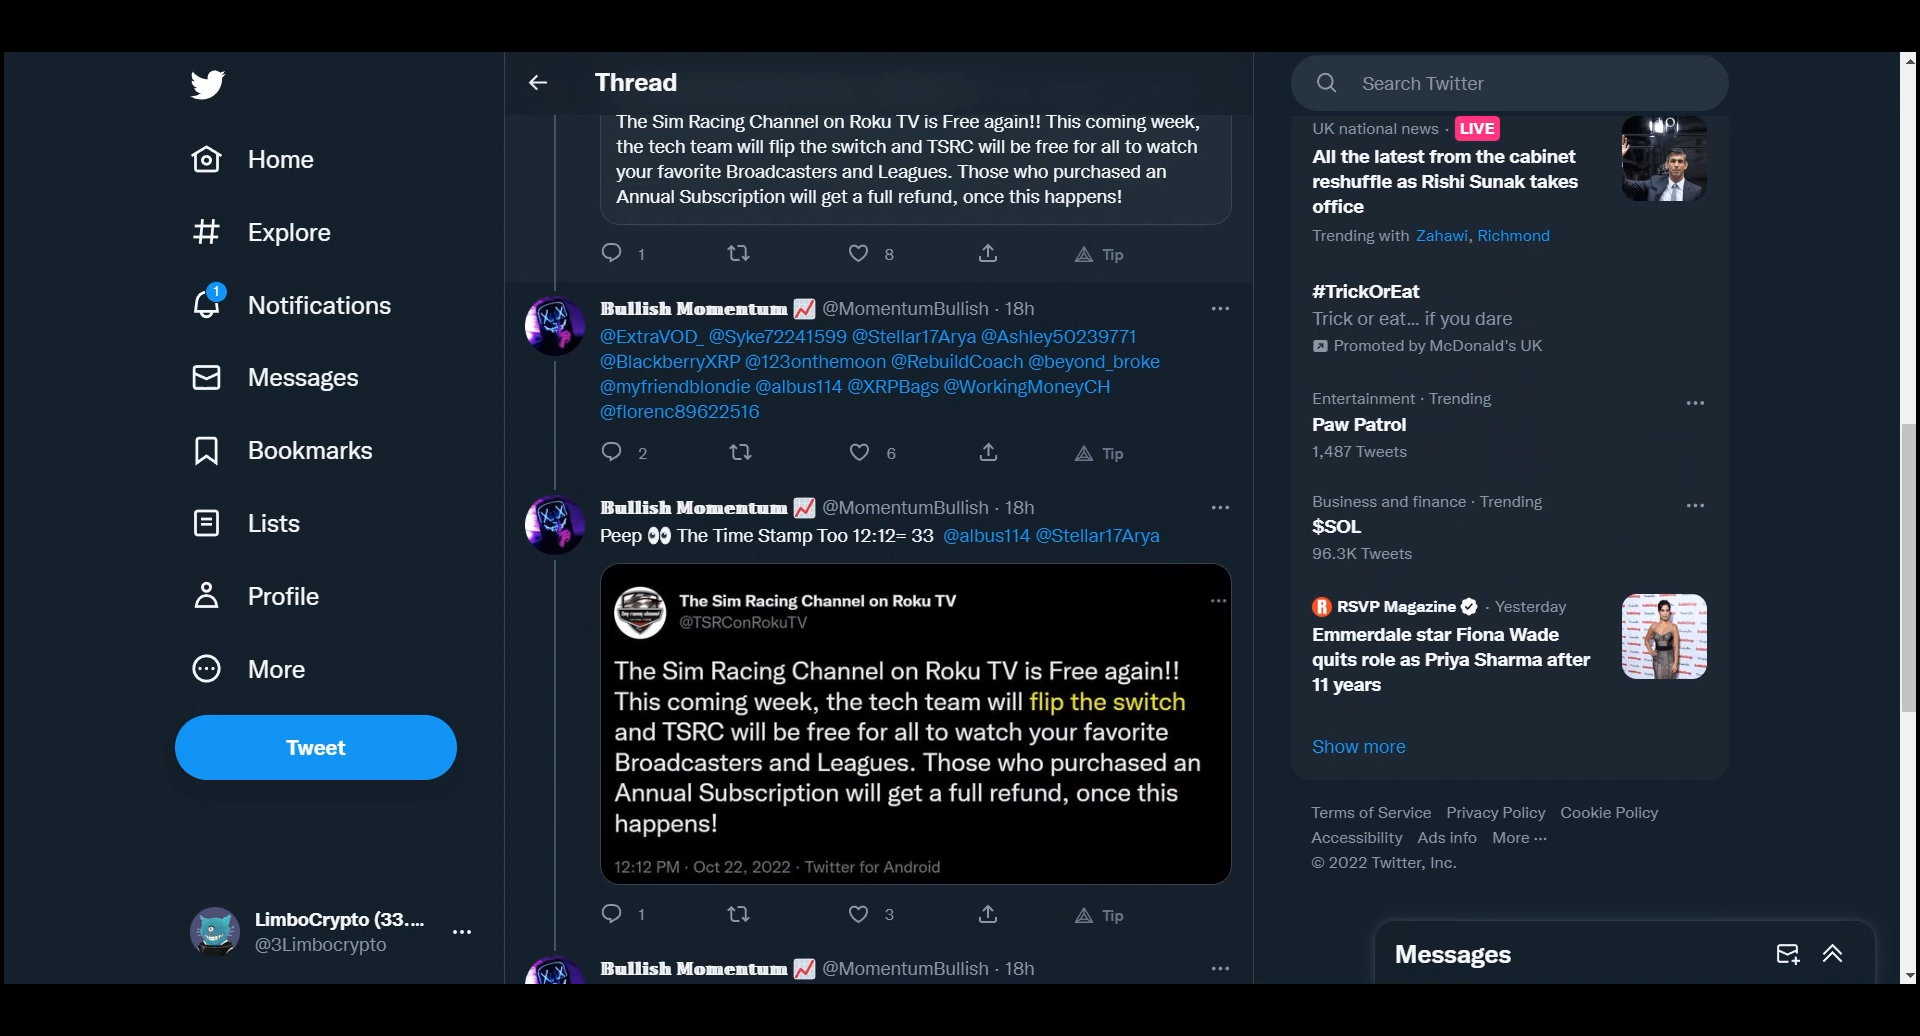 Home
Explore
1
Notifications
Messages
Bookmarks
Lists
Profile
More
Tweet
LimboCrypto (33....
@3Limbocrypto
Thread
The Sim Racing Channel on Roku TV is Free again!! This coming week,
the tech team will flip the switch and TSRC will be free for all to watch
your favorite Broadcasters and Leagues. Those who purchased an
Annual Subscription will get a full refund, once this happens!
1 8 Tip
Bullish Momentum 📈 @MomentumBullish · 18h
@ExtraVOD_ @Syke72241599 @Stellar17Arya @Ashley50239771
@BlackberryXRP @123onthemoon @RebuildCoach @beyond_broke
@myfriendblondie @albus114 @XRPBags @WorkingMoneyCH
@florenc89622516
2 6 Tip
Bullish Momentum 📈 @MomentumBullish · 18h
Peep 👀 The Time Stamp Too 12:12= 33 @albus114 @Stellar17Arya
The Sim Racing Channel on Roku TV
@TSRConRokuTV
The Sim Racing Channel on Roku TV is Free again!!
This coming week, the tech team will flip the switch
and TSRC will be free for all to watch your favorite
Broadcasters and Leagues. Those who purchased an
Annual Subscription will get a full refund, once this
happens!
12:12 PM · Oct 22, 2022 · Twitter for Android
1 3 Tip
Bullish Momentum 📈 @MomentumBullish · 18h
Search Twitter
UK national news · LIVE
All the latest from the cabinet
reshuffle as Rishi Sunak takes
office
Trending with Zahawi, Richmond
#TrickOrEat
Trick or eat... if you dare
Promoted by McDonald's UK
Entertainment · Trending
Paw Patrol
1,487 Tweets
Business and finance · Trending
$SOL
96.3K Tweets
RSVP Magazine · Yesterday
Emmerdale star Fiona Wade
quits role as Priya Sharma after
11 years
Show more
Terms of Service Privacy Policy Cookie Policy
Accessibility Ads info More ···
© 2022 Twitter, Inc.
Messages